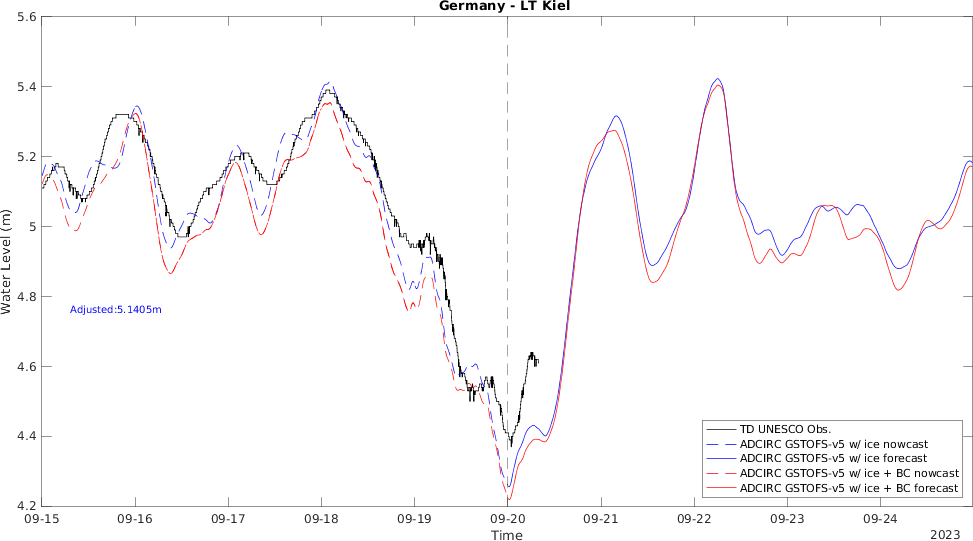 Germany - LT Kiel
5.6
5.4
5.2
5
4.8
4.6
4.4
4.2
Water Level (m)
Adjusted:5.1405m
TD UNESCO Obs.
ADCIRC GSTOFS-v5 w/ ice nowcast
ADCIRC GSTOFS-v5 w/ ice forecast
ADCIRC GSTOFS-v5 w/ ice + BC nowcast
ADCIRC GSTOFS-v5 w/ ice + BC forecast
09-15 09-16 09-17 09-18 09-19 09-20 09-21 09-22 09-23 09-24
Time
2023